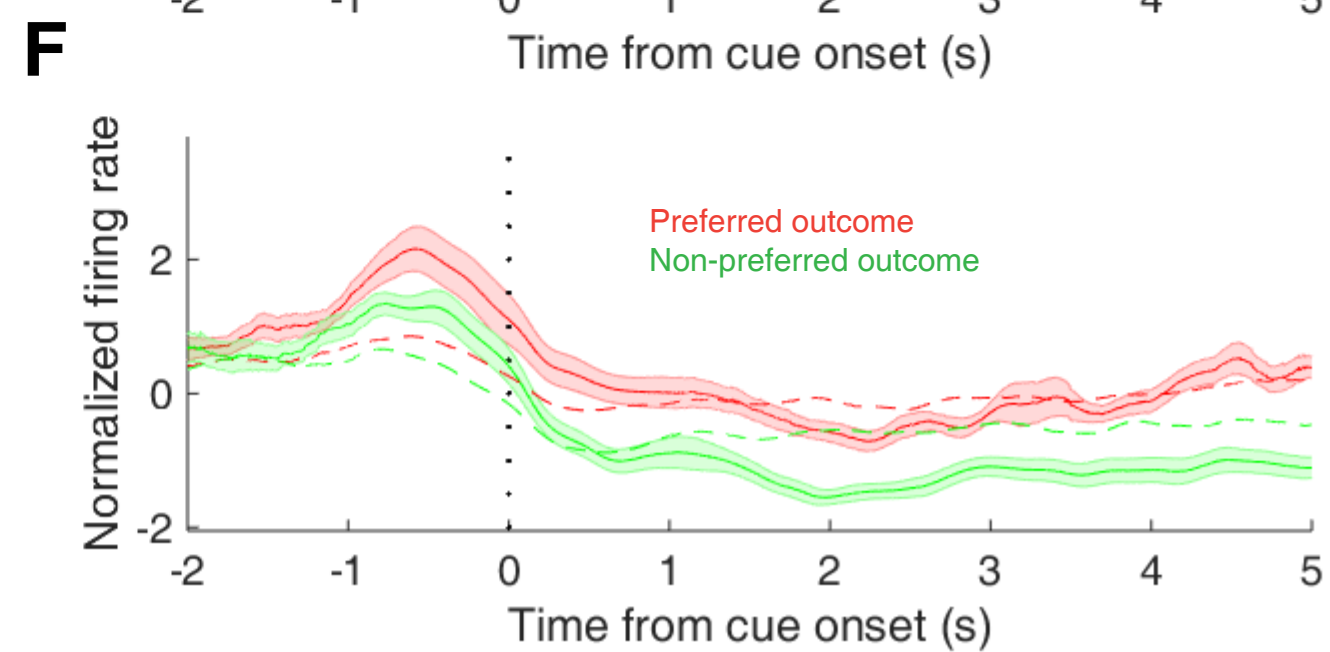 -2 -1 0 1 2 3 4 5
Time from cue onset (s)
F
Normalized firing rate
Preferred outcome
Non-preferred outcome
2
0
-2
-2 -1 0 1 2 3 4 5
Time from cue onset (s)